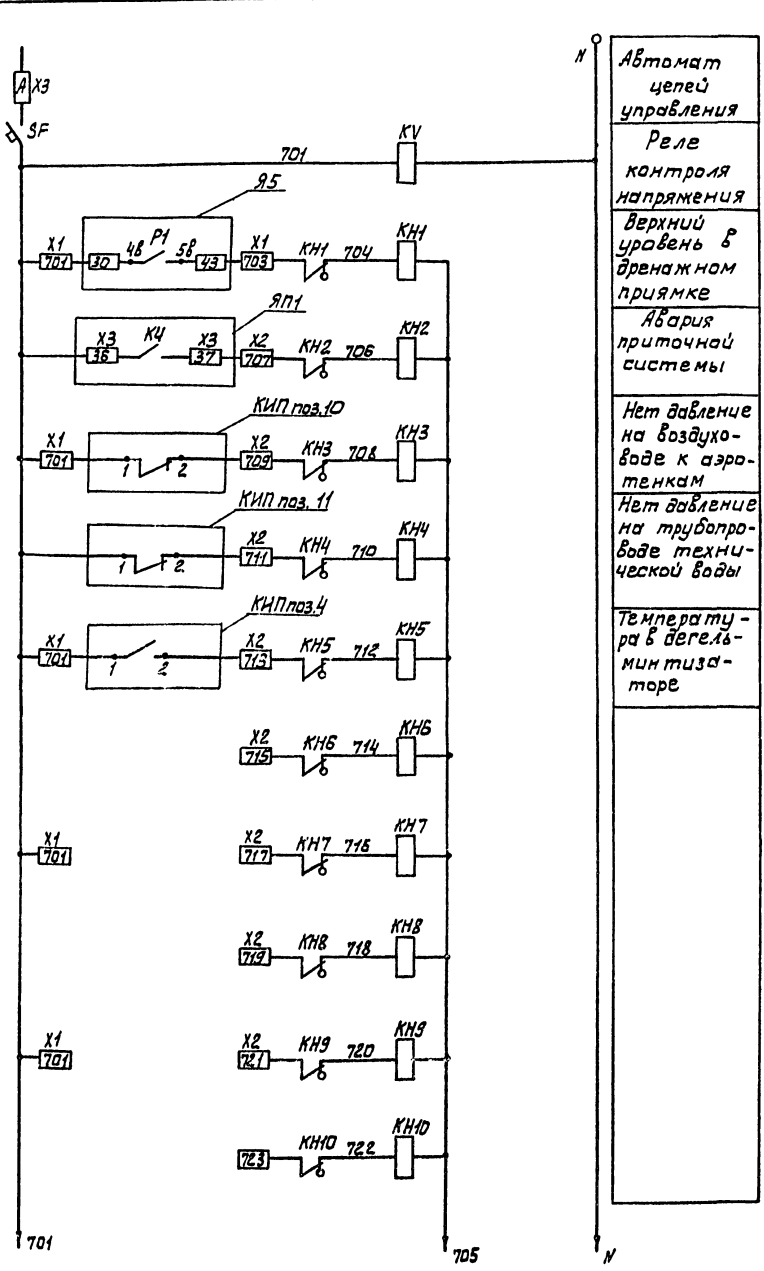 N
А Х3
SF
701
KV
Автомат
цепей
управления
Реле
контроля
напряжения
Я5
Х1
701
30
4В
Р1
5В
43
Х1
703
КН1
704
КН1
Верхний
уровень в
дренажном
приямке
ЯП1
Х3
36
К4
Х3
37
Х2
707
КН2
706
КН2
Авария
приточной
системы
КИП поз.10
Х1
701
1
2
Х2
709
КН3
708
КН3
Нет давление
на воздухо-
воде к аэро-
тенкам
КИП поз. 11
1
2
Х2
711
КН4
710
КН4
Нет давление
на трубопро-
воде техни-
ческой воды
КИП поз.4
Х1
701
1
2
Х2
713
КН5
712
КН5
Температу-
ра в дегель-
минтиза-
торе
Х2
715
КН6
714
КН6
Х1
701
Х2
717
КН7
716
КН7
Х2
719
КН8
718
КН8
Х1
701
Х2
721
КН9
720
КН9
723
КН10
722
КН10
701
705
N